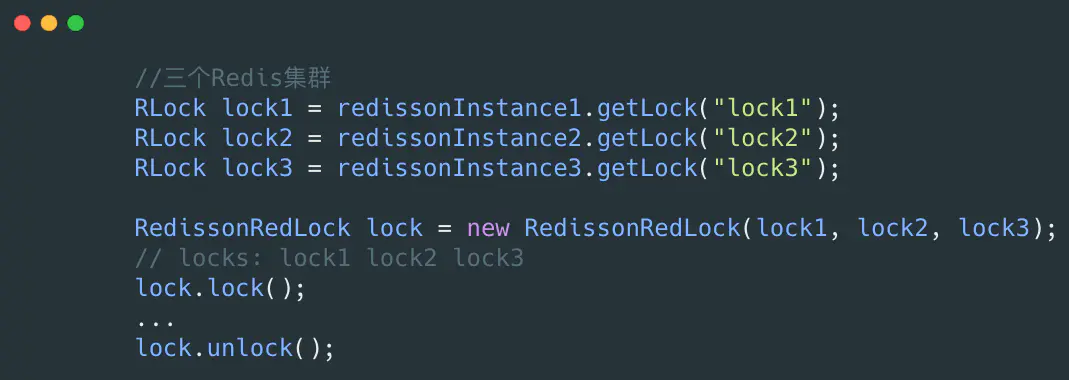 //三个Redis集群
RLock lock1 = redissonInstance1.getLock("lock1");
RLock lock2 = redissonInstance2.getLock("lock2");
RLock lock3 = redissonInstance3.getLock("lock3");
RedissonRedLock lock = new RedissonRedLock(lock1, lock2, lock3);
// locks: lock1 lock2 lock3
lock.lock();
...
lock.unlock();